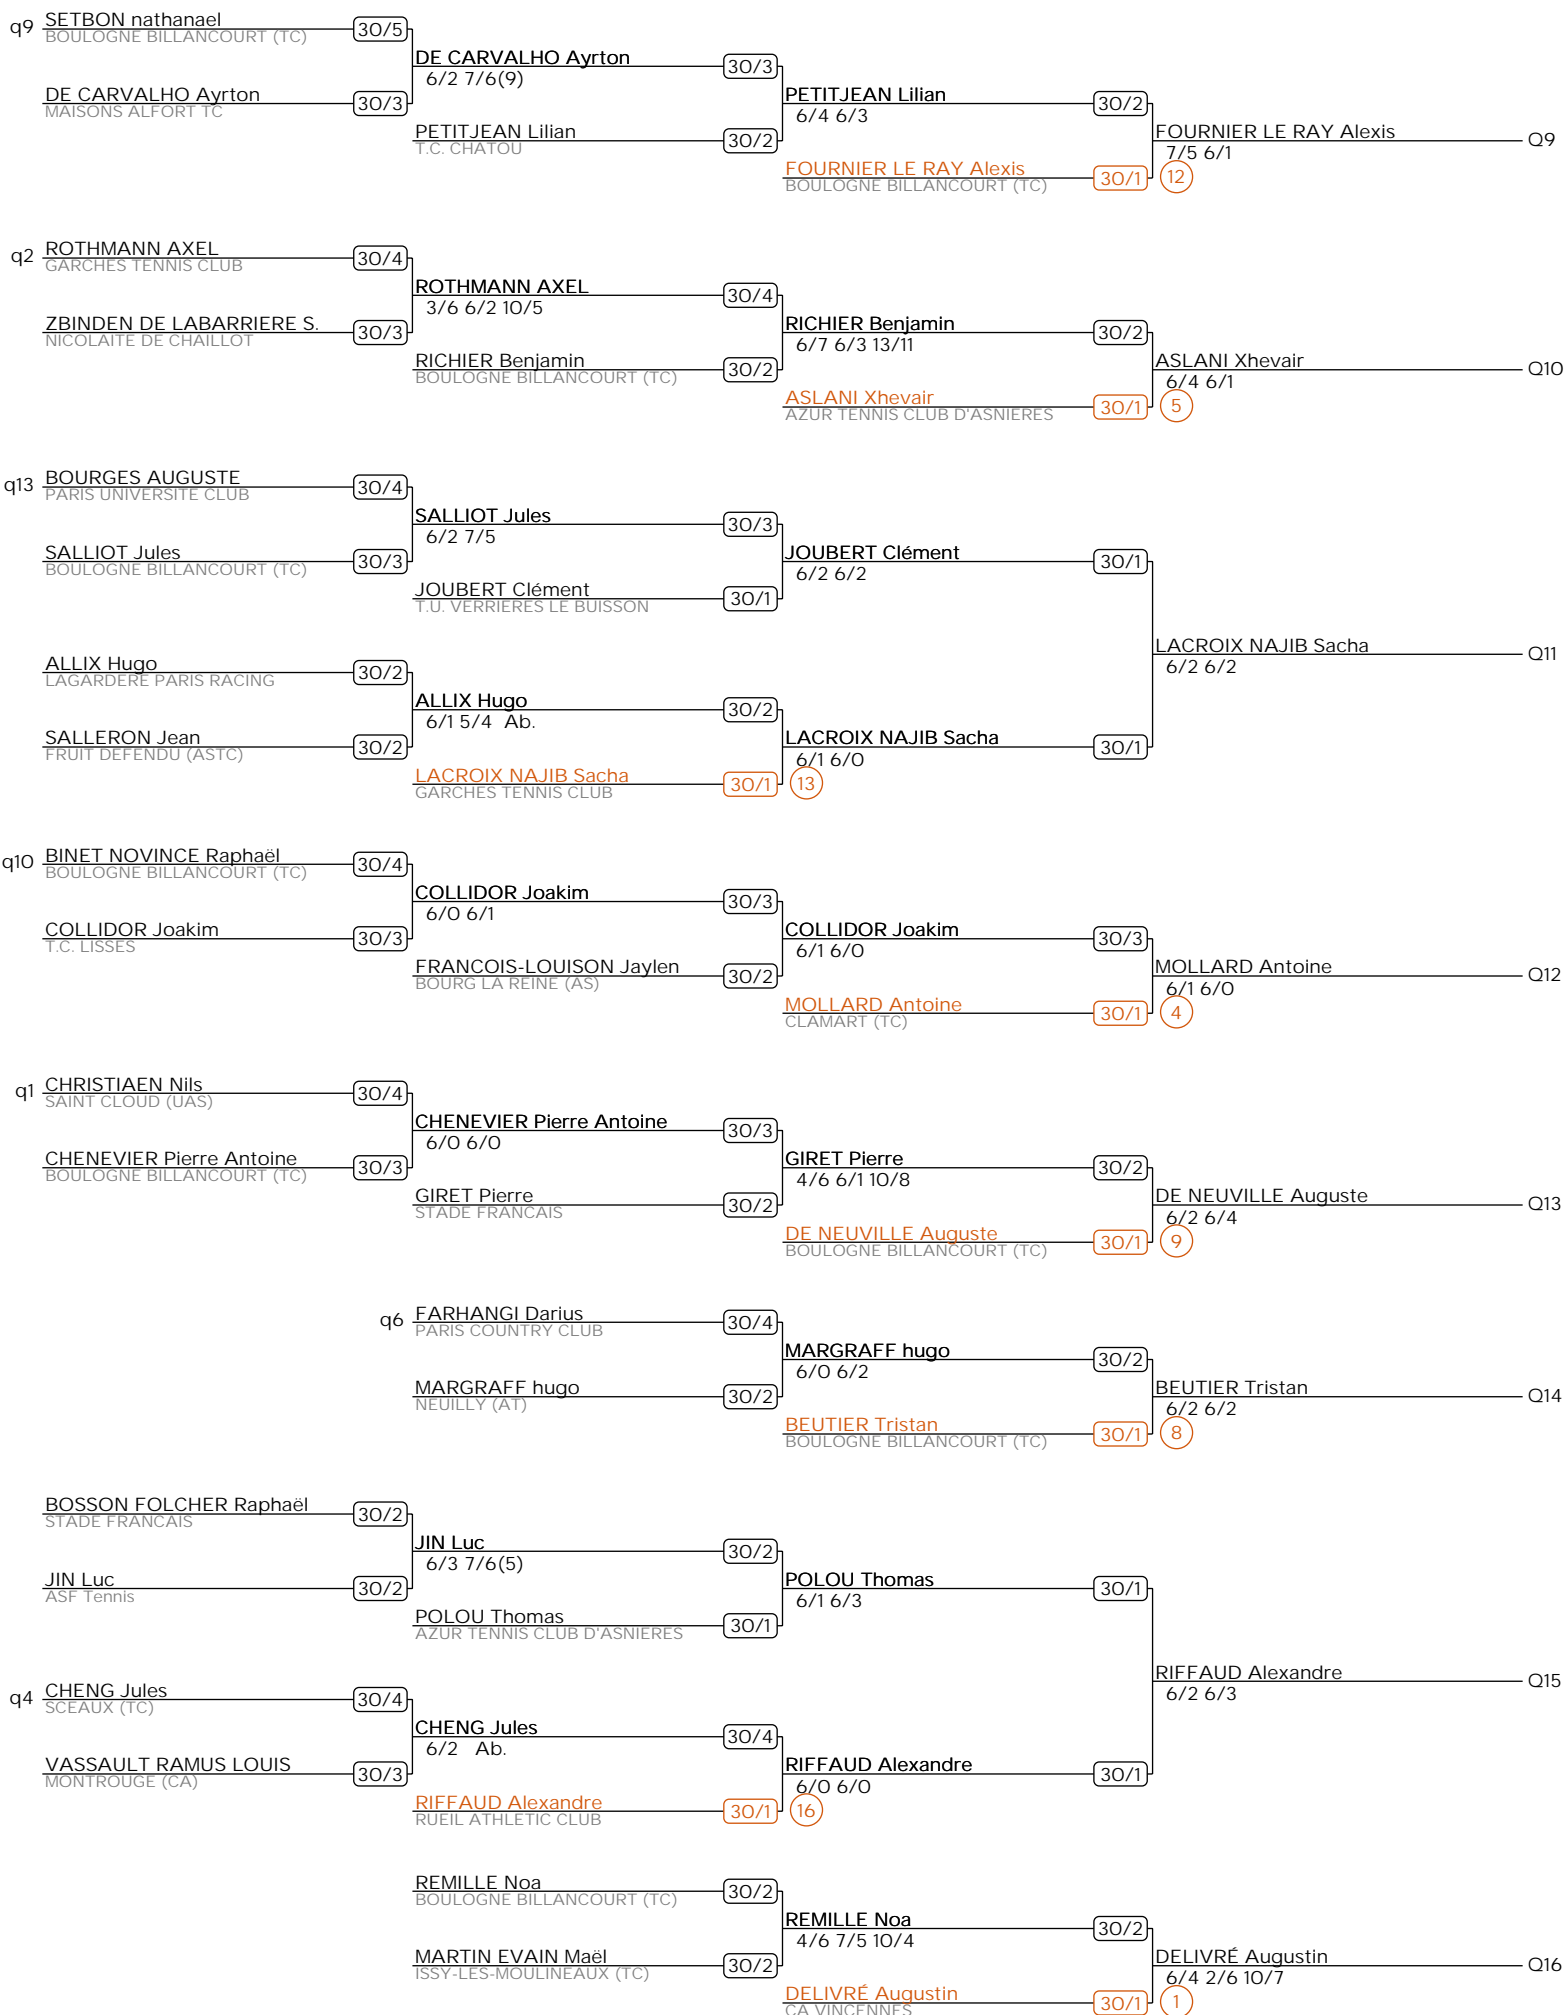 q9 SETBON nathanael 30/5
BOULOGNE BILLANCOURT (TC)
DE CARVALHO Ayrton 30/3
6/2 7/6(9)
DE CARVALHO Ayrton 30/3
MAISONS ALFORT TC
PETITJEAN Lilian 30/2
6/4 6/3
PETITJEAN Lilian 30/2
T.C. CHATOU
FOURNIER LE RAY Alexis Q9
7/5 6/1
FOURNIER LE RAY Alexis 30/1 12
BOULOGNE BILLANCOURT (TC)
q2 ROTHMANN AXEL 30/4
GARCHES TENNIS CLUB
ROTHMANN AXEL 30/4
3/6 6/2 10/5
ZBINDEN DE LABARRIERE S. 30/3
NICOLAITE DE CHAILLOT
RICHIER Benjamin 30/2
6/7 6/3 13/11
RICHIER Benjamin 30/2
BOULOGNE BILLANCOURT (TC)
ASLANI Xhevair Q10
6/4 6/1
ASLANI Xhevair 30/1 5
AZUR TENNIS CLUB D'ASNIERES
q13 BOURGES AUGUSTE 30/4
PARIS UNIVERSITE CLUB
SALLIOT Jules 30/3
6/2 7/5
SALLIOT Jules 30/3
BOULOGNE BILLANCOURT (TC)
JOUBERT Clément 30/1
6/2 6/2
JOUBERT Clément 30/1
T.U. VERRIERES LE BUISSON
LACROIX NAJIB Sacha Q11
6/2 6/2
ALLIX Hugo 30/2
LAGARDERE PARIS RACING
ALLIX Hugo 30/2
6/1 5/4 Ab.
SALLERON Jean 30/2
FRUIT DEFENDU (ASTC)
LACROIX NAJIB Sacha 30/1
6/1 6/0
LACROIX NAJIB Sacha 30/1 13
GARCHES TENNIS CLUB
q10 BINET NOVINCE Raphaël 30/4
BOULOGNE BILLANCOURT (TC)
COLLIDOR Joakim 30/3
6/0 6/1
COLLIDOR Joakim 30/3
T.C. LISSES
COLLIDOR Joakim 30/3
6/1 6/0
FRANCOIS-LOUISON Jaylen 30/2
BOURG LA REINE (AS)
MOLLARD Antoine Q12
6/1 6/0
MOLLARD Antoine 30/1 4
CLAMART (TC)
q1 CHRISTIAEN Nils 30/4
SAINT CLOUD (UAS)
CHENEVIER Pierre Antoine 30/3
6/0 6/0
CHENEVIER Pierre Antoine 30/3
BOULOGNE BILLANCOURT (TC)
GIRET Pierre 30/2
4/6 6/1 10/8
GIRET Pierre 30/2
STADE FRANCAIS
DE NEUVILLE Auguste Q13
6/2 6/4
DE NEUVILLE Auguste 30/1 9
BOULOGNE BILLANCOURT (TC)
q6 FARHANGI Darius 30/4
PARIS COUNTRY CLUB
MARGRAFF hugo 30/2
6/0 6/2
MARGRAFF hugo 30/2
NEUILLY (AT)
BEUTIER Tristan Q14
6/2 6/2
BEUTIER Tristan 30/1 8
BOULOGNE BILLANCOURT (TC)
BOSSON FOLCHER Raphaël 30/2
STADE FRANCAIS
JIN Luc 30/2
6/3 7/6(5)
JIN Luc 30/2
ASF Tennis
POLOU Thomas 30/1
6/1 6/3
POLOU Thomas 30/1
AZUR TENNIS CLUB D'ASNIERES
RIFFAUD Alexandre Q15
6/2 6/3
q4 CHENG Jules 30/4
SCEAUX (TC)
CHENG Jules 30/4
6/2 Ab.
VASSAULT RAMUS LOUIS 30/3
MONTROUGE (CA)
RIFFAUD Alexandre 30/1
6/0 6/0
RIFFAUD Alexandre 30/1 16
RUEIL ATHLETIC CLUB
REMILLE Noa 30/2
BOULOGNE BILLANCOURT (TC)
REMILLE Noa 30/2
4/6 7/5 10/4
MARTIN EVAIN Maël 30/2
ISSY-LES-MOULINEAUX (TC)
DELIVRÉ Augustin Q16
6/4 2/6 10/7
DELIVRÉ Augustin 30/1 1
CA VINCENNES